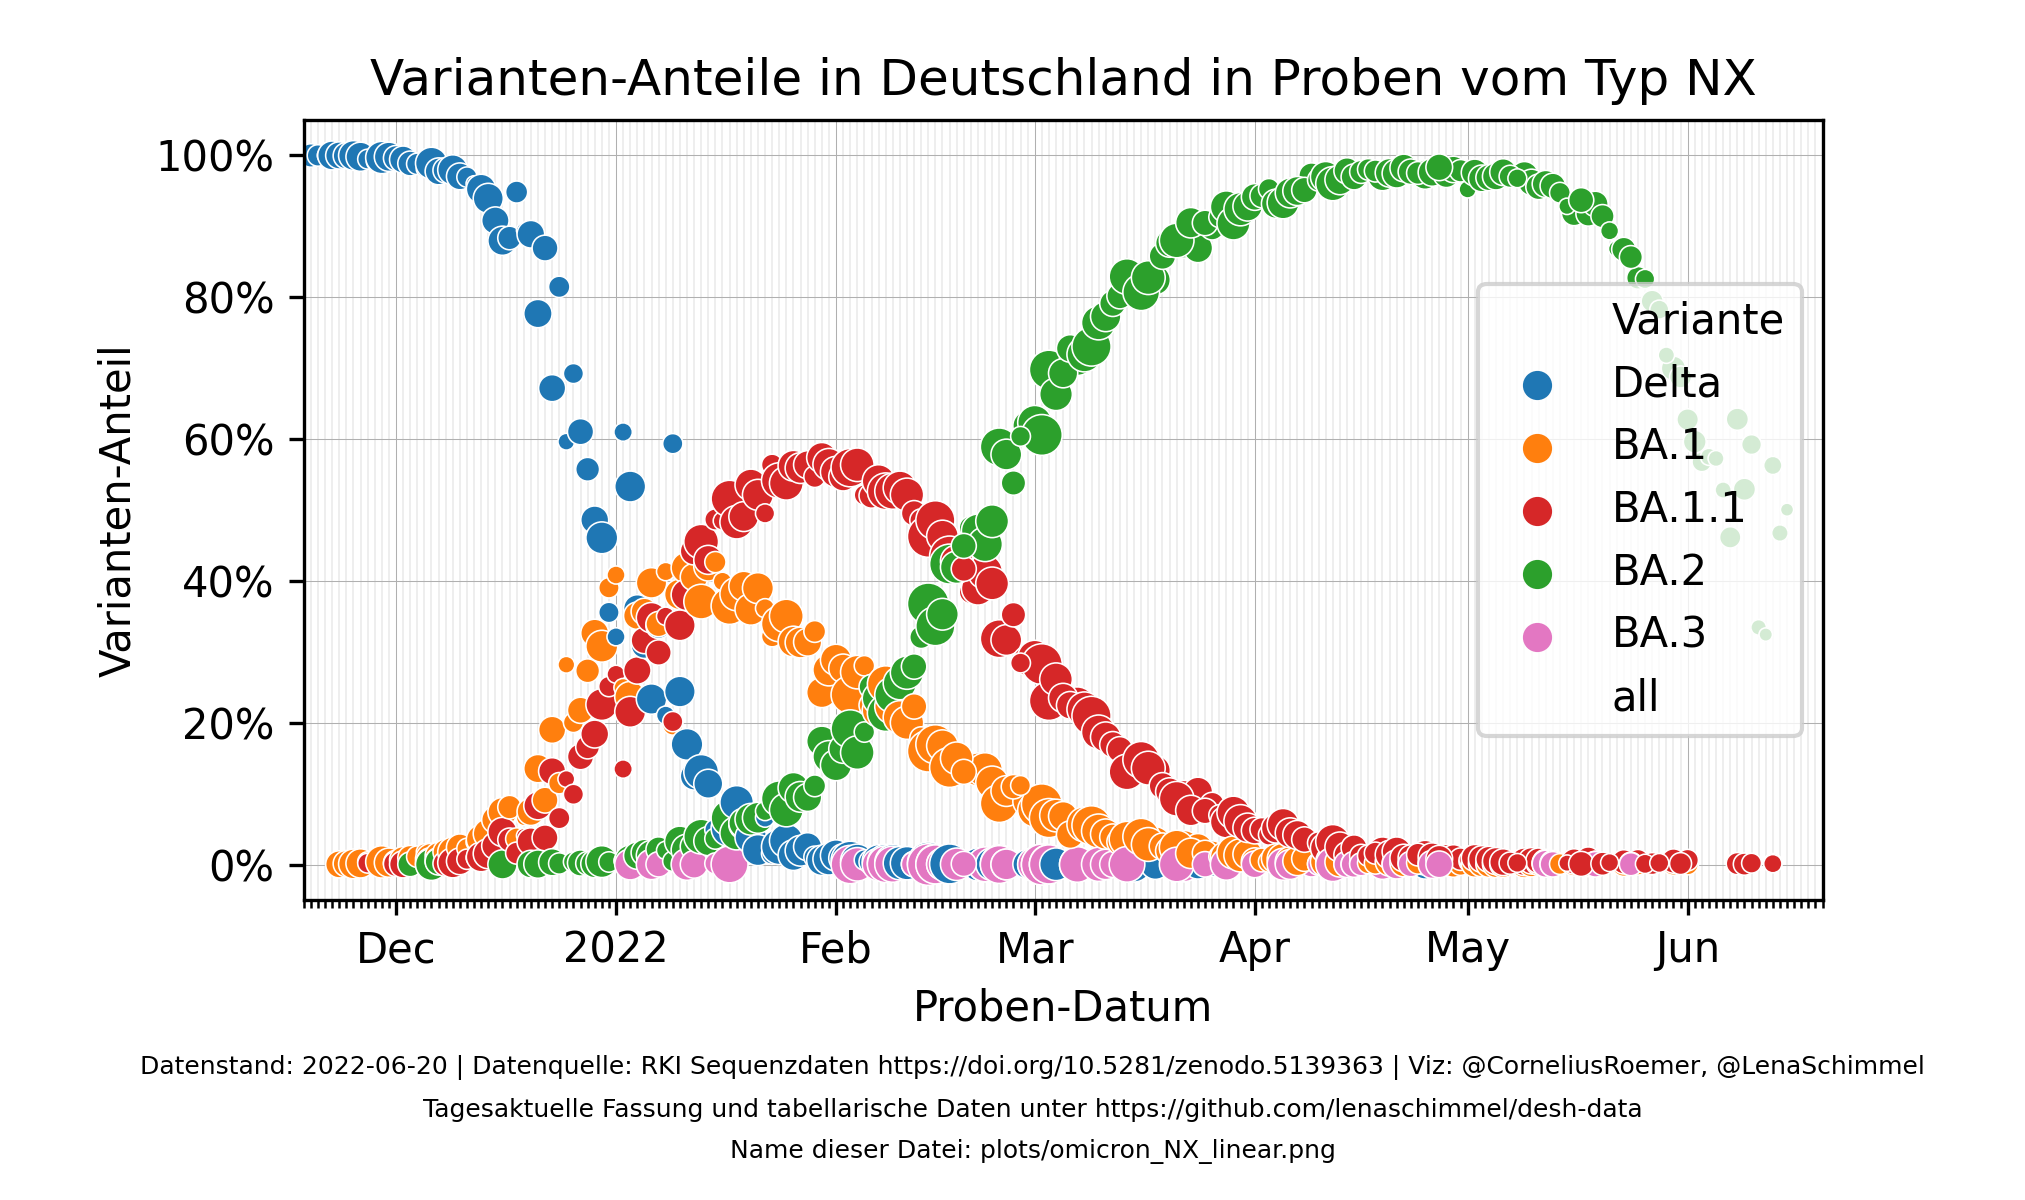 Varianten-Anteile in Deutschland in Proben vom Typ NX
100%
80%
60%
40%
20%
0%
Varianten-Anteil
Variante
Delta
BA.1
BA.1.1
BA.2
BA.3
all
Dec 2022 Feb Mar Apr May Jun
Proben-Datum
Datenstand: 2022-06-20 | Datenquelle: RKI Sequenzdaten https://doi.org/10.5281/zenodo.5139363 | Viz: @CorneliusRoemer, @LenaSchimmel
Tagesaktuelle Fassung und tabellarische Daten unter https://github.com/lenaschimmel/desh-data
Name dieser Datei: plots/omicron_NX_linear.png